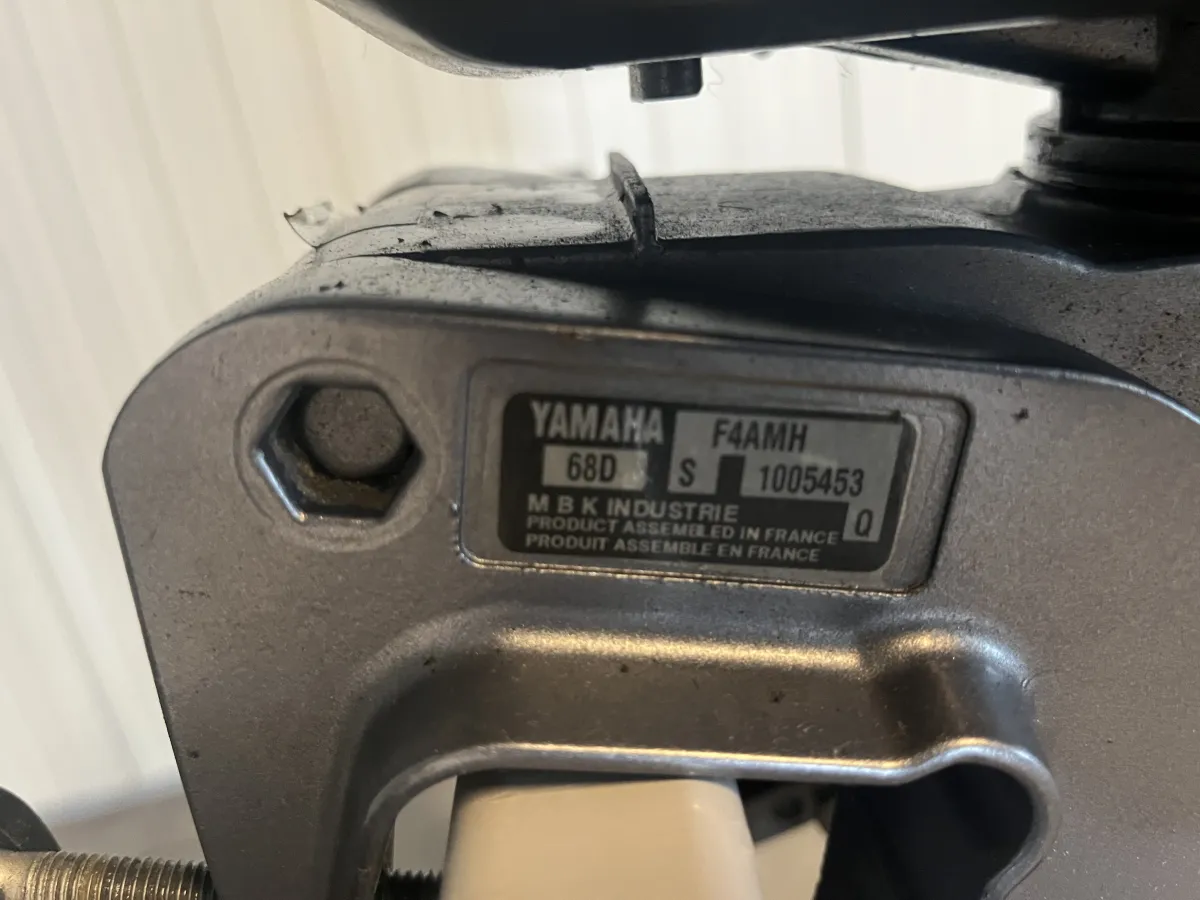 YAMAHA F4AMH
68D S 1005453
M B K INDUSTRIE
PRODUCT ASSEMBLED IN FRANCE Q
PRODUIT ASSEMBLE EN FRANCE